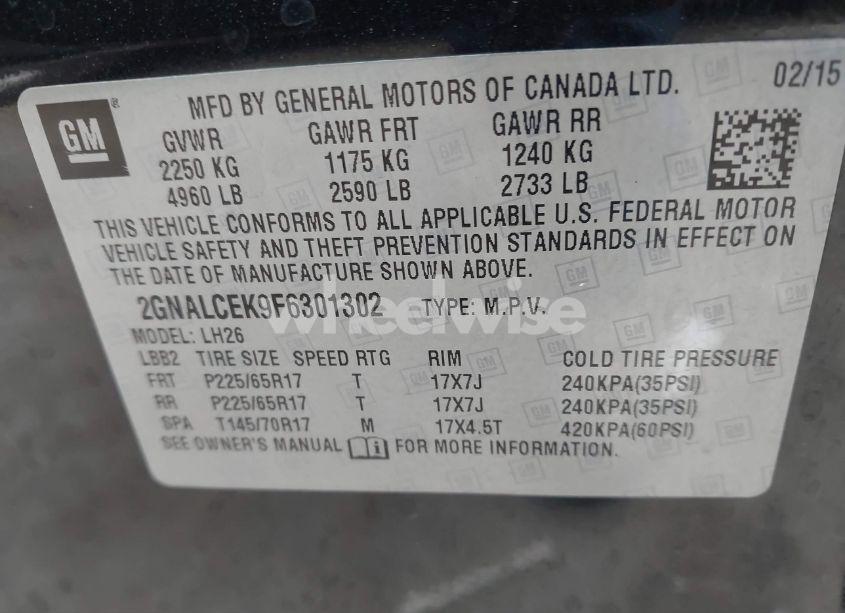 MFD BY GENERAL MOTORS OF CANADA LTD. 02/15
GM ®
GVWR GAWR FRT GAWR RR
2250 KG 1175 KG 1240 KG
4960 LB 2590 LB 2733 LB
THIS VEHICLE CONFORMS TO ALL APPLICABLE U.S. FEDERAL MOTOR
VEHICLE SAFETY AND THEFT PREVENTION STANDARDS IN EFFECT ON
THE DATE OF MANUFACTURE SHOWN ABOVE.
2GNALCEK9F6301302 TYPE: M.P.V.
wheelwise
MODEL: LH26
LBB2 TIRE SIZE SPEED RTG RIM COLD TIRE PRESSURE
FRT P225/65R17 T 17X7J 240KPA(35PSI)
RR P225/65R17 T 17X7J 240KPA(35PSI)
SPA T145/70R17 M 17X4.5T 420KPA(60PSI)
SEE OWNER'S MANUAL i FOR MORE INFORMATION.